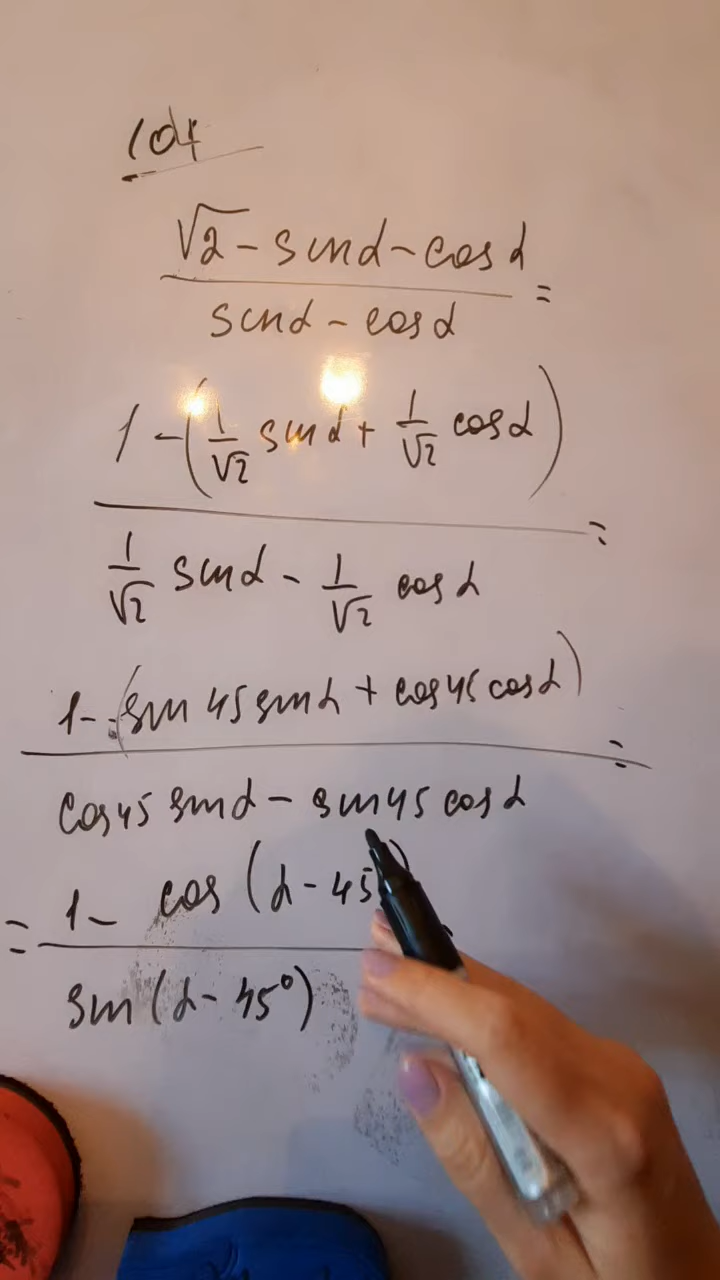 104
√2 - sin α - cos α
sin α - cos α =
1 - (1/√2 sin α + 1/√2 cos α)
1/√2 sin α - 1/√2 cos α =
1 - (sin 45 sin α + cos 45 cos α)
cos 45 sin α - sin 45 cos α =
= 1 - cos (α - 45
sin (α - 45°)